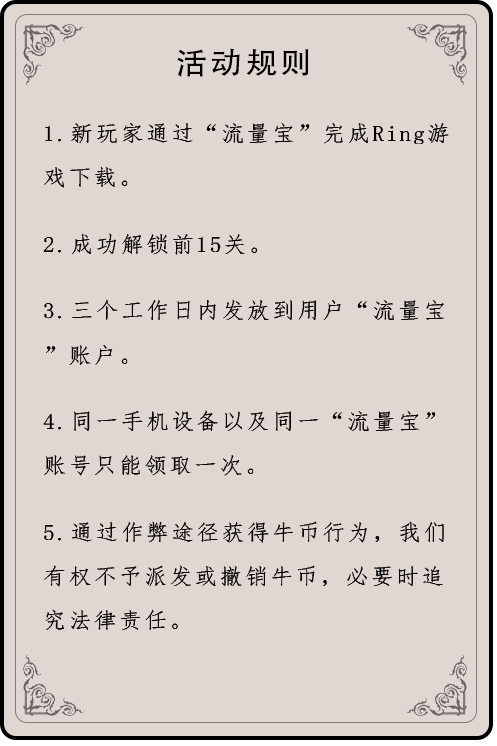 活动规则
1.新玩家通过“流量宝”完成Ring游
戏下载。
2.成功解锁前15关。
3.三个工作日内发放到用户“流量宝
”账户。
4.同一手机设备以及同一“流量宝”
账号只能领取一次。
5.通过作弊途径获得牛币行为，我们
有权不予派发或撤销牛币，必要时追
究法律责任。